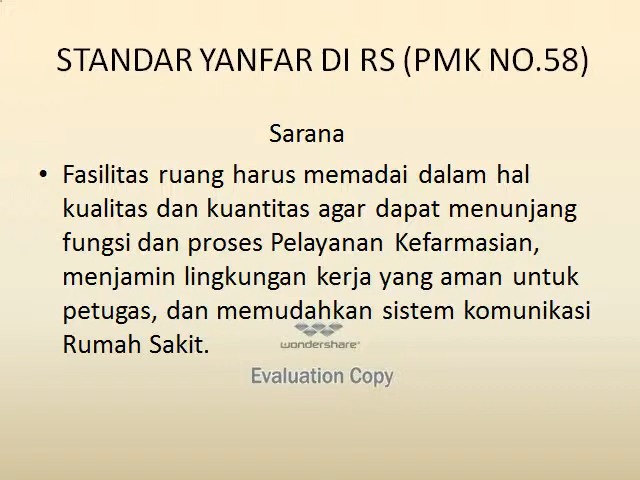 STANDAR YANFAR DI RS (PMK NO.58)
Sarana
• Fasilitas ruang harus memadai dalam hal
kualitas dan kuantitas agar dapat menunjang
fungsi dan proses Pelayanan Kefarmasian,
menjamin lingkungan kerja yang aman untuk
petugas, dan memudahkan sistem komunikasi
Rumah Sakit.
wondershare
Evaluation Copy